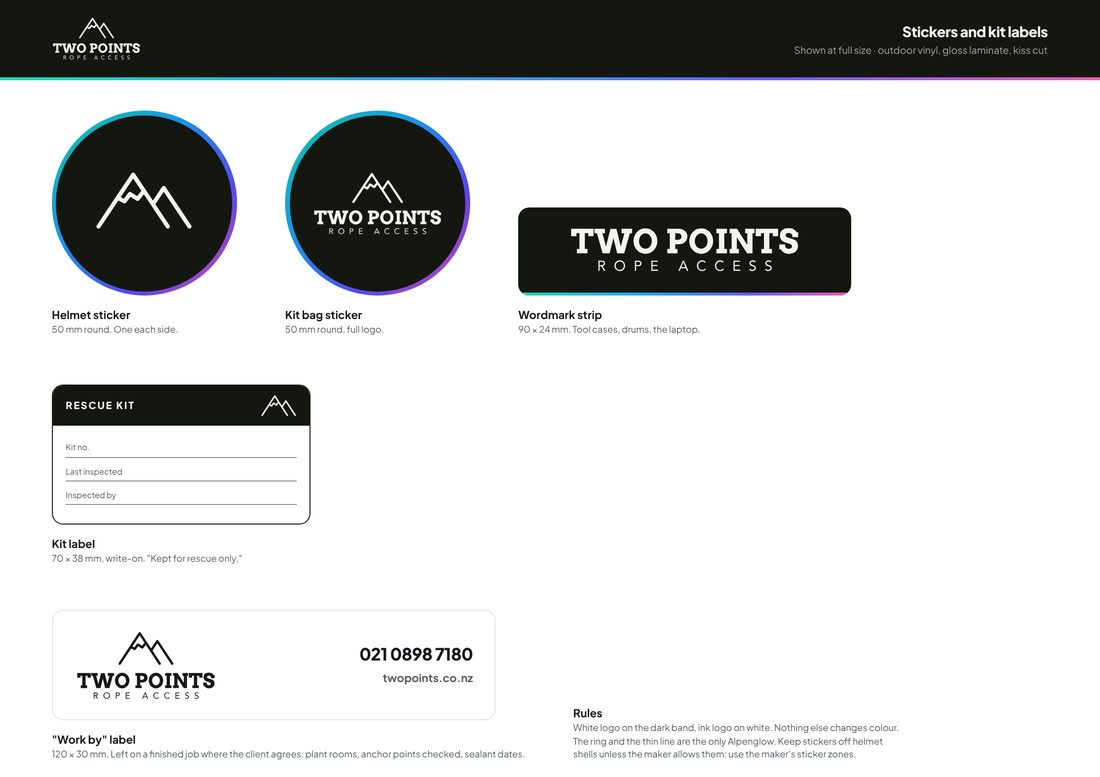 TWO POINTS
ROPE ACCESS
Stickers and kit labels
Shown at full size · outdoor vinyl, gloss laminate, kiss cut
TWO POINTS
ROPE ACCESS
TWO POINTS
ROPE ACCESS
Helmet sticker
50 mm round. One each side.
Kit bag sticker
50 mm round, full logo.
Wordmark strip
90 × 24 mm. Tool cases, drums, the laptop.
RESCUE KIT
Kit no.
Last inspected
Inspected by
Kit label
70 × 38 mm, write-on. "Kept for rescue only."
TWO POINTS
ROPE ACCESS
021 0898 7180
twopoints.co.nz
"Work by" label
120 × 30 mm. Left on a finished job where the client agrees: plant rooms, anchor points checked, sealant dates.
Rules
White logo on the dark band, ink logo on white. Nothing else changes colour.
The ring and the thin line are the only Alpenglow. Keep stickers off helmet
shells unless the maker allows them: use the maker's sticker zones.